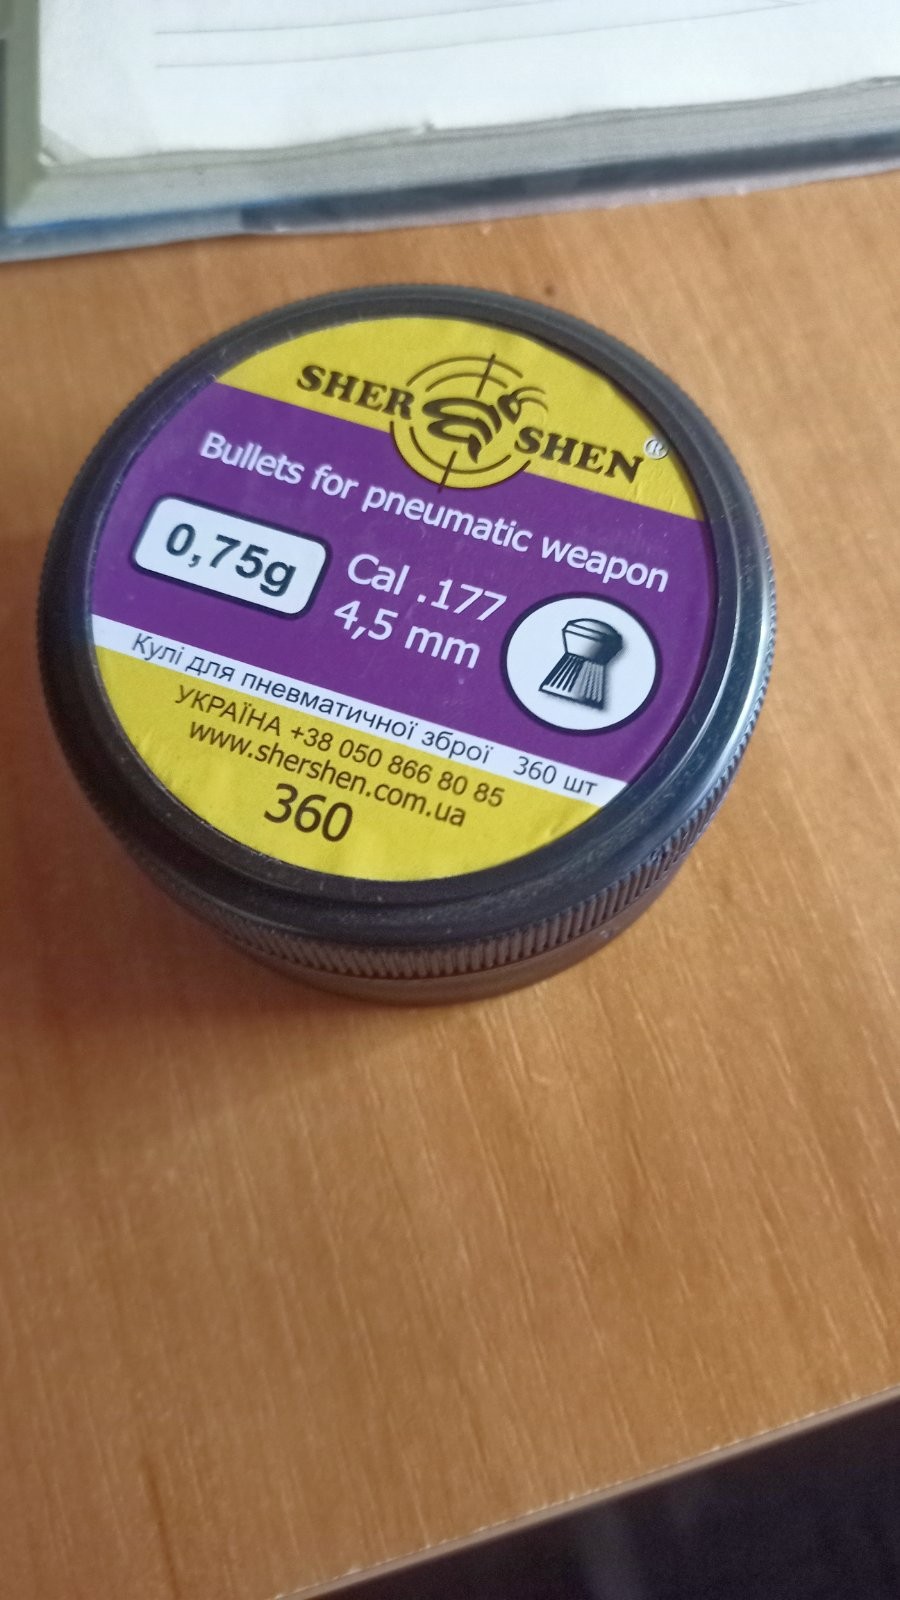 SHER SHEN ®
Bullets for pneumatic weapon
0,75g
Cal .177
4,5 mm
Кулі для пневматичної зброї 360 шт
УКРАЇНА +38 050 866 80 85
www.shershen.com.ua
360